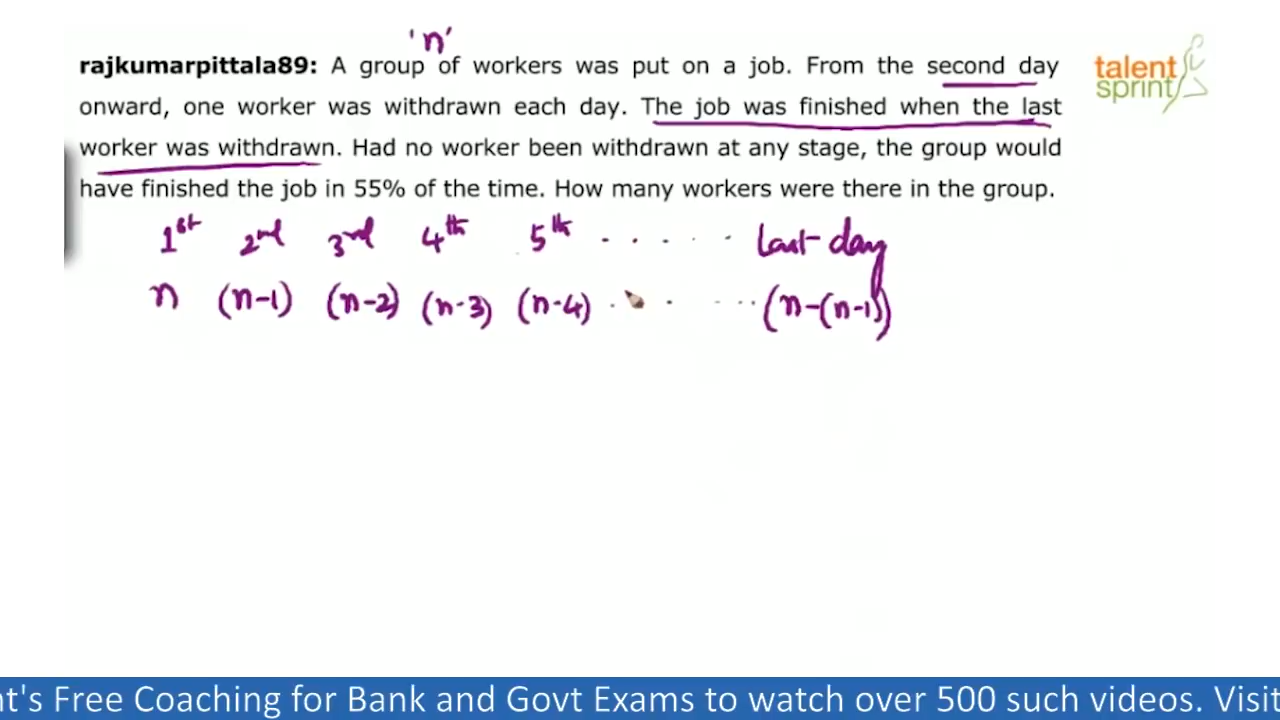 'n'
rajkumarpittala89: A group of workers was put on a job. From the second day
onward, one worker was withdrawn each day. The job was finished when the last
worker was withdrawn. Had no worker been withdrawn at any stage, the group would
have finished the job in 55% of the time. How many workers were there in the group.
talent
sprint
1st 2nd 3rd 4th 5th . . . . . last day
n (n-1) (n-2) (n-3) (n-4) . . . . . . (n-(n-1))
nt's Free Coaching for Bank and Govt Exams to watch over 500 such videos. Visit